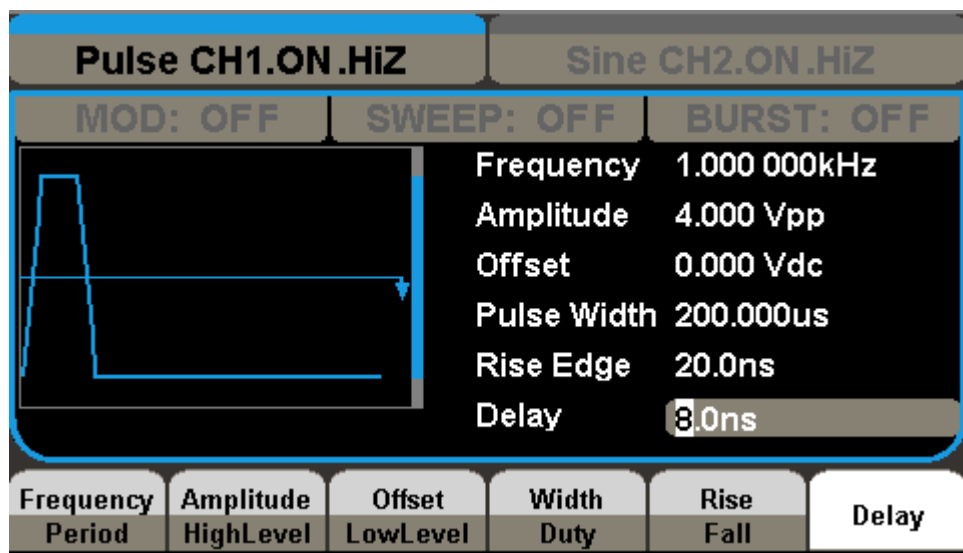 Pulse CH1.ON.HiZ Sine CH2.ON.HiZ
MOD: OFF SWEEP: OFF BURST: OFF
Frequency 1.000 000kHz
Amplitude 4.000 Vpp
Offset 0.000 Vdc
Pulse Width 200.000us
Rise Edge 20.0ns
Delay 8.0ns
Frequency Amplitude Offset Width Rise Delay
Period HighLevel LowLevel Duty Fall